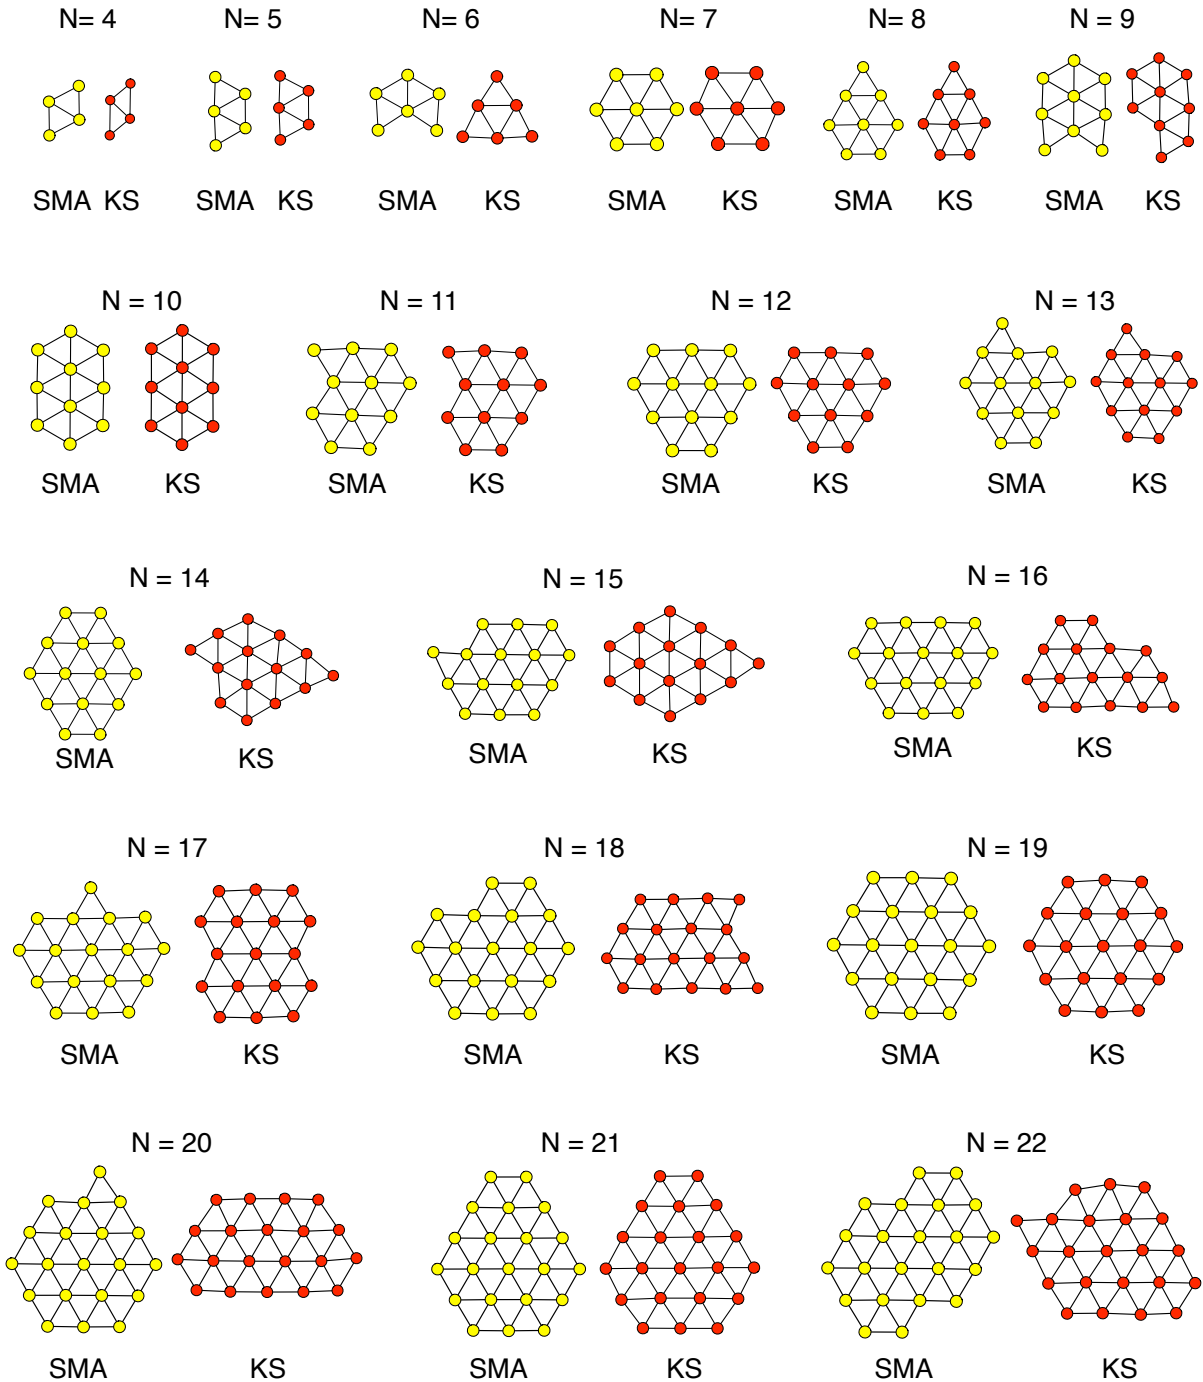 N= 4 N= 5 N= 6 N= 7 N= 8 N = 9
SMA KS SMA KS SMA KS SMA KS SMA KS SMA KS
N = 10 N = 11 N = 12 N = 13
SMA KS SMA KS SMA KS SMA KS
N = 14 N = 15 N = 16
SMA KS SMA KS SMA KS
N = 17 N = 18 N = 19
SMA KS SMA KS SMA KS
N = 20 N = 21 N = 22
SMA KS SMA KS SMA KS